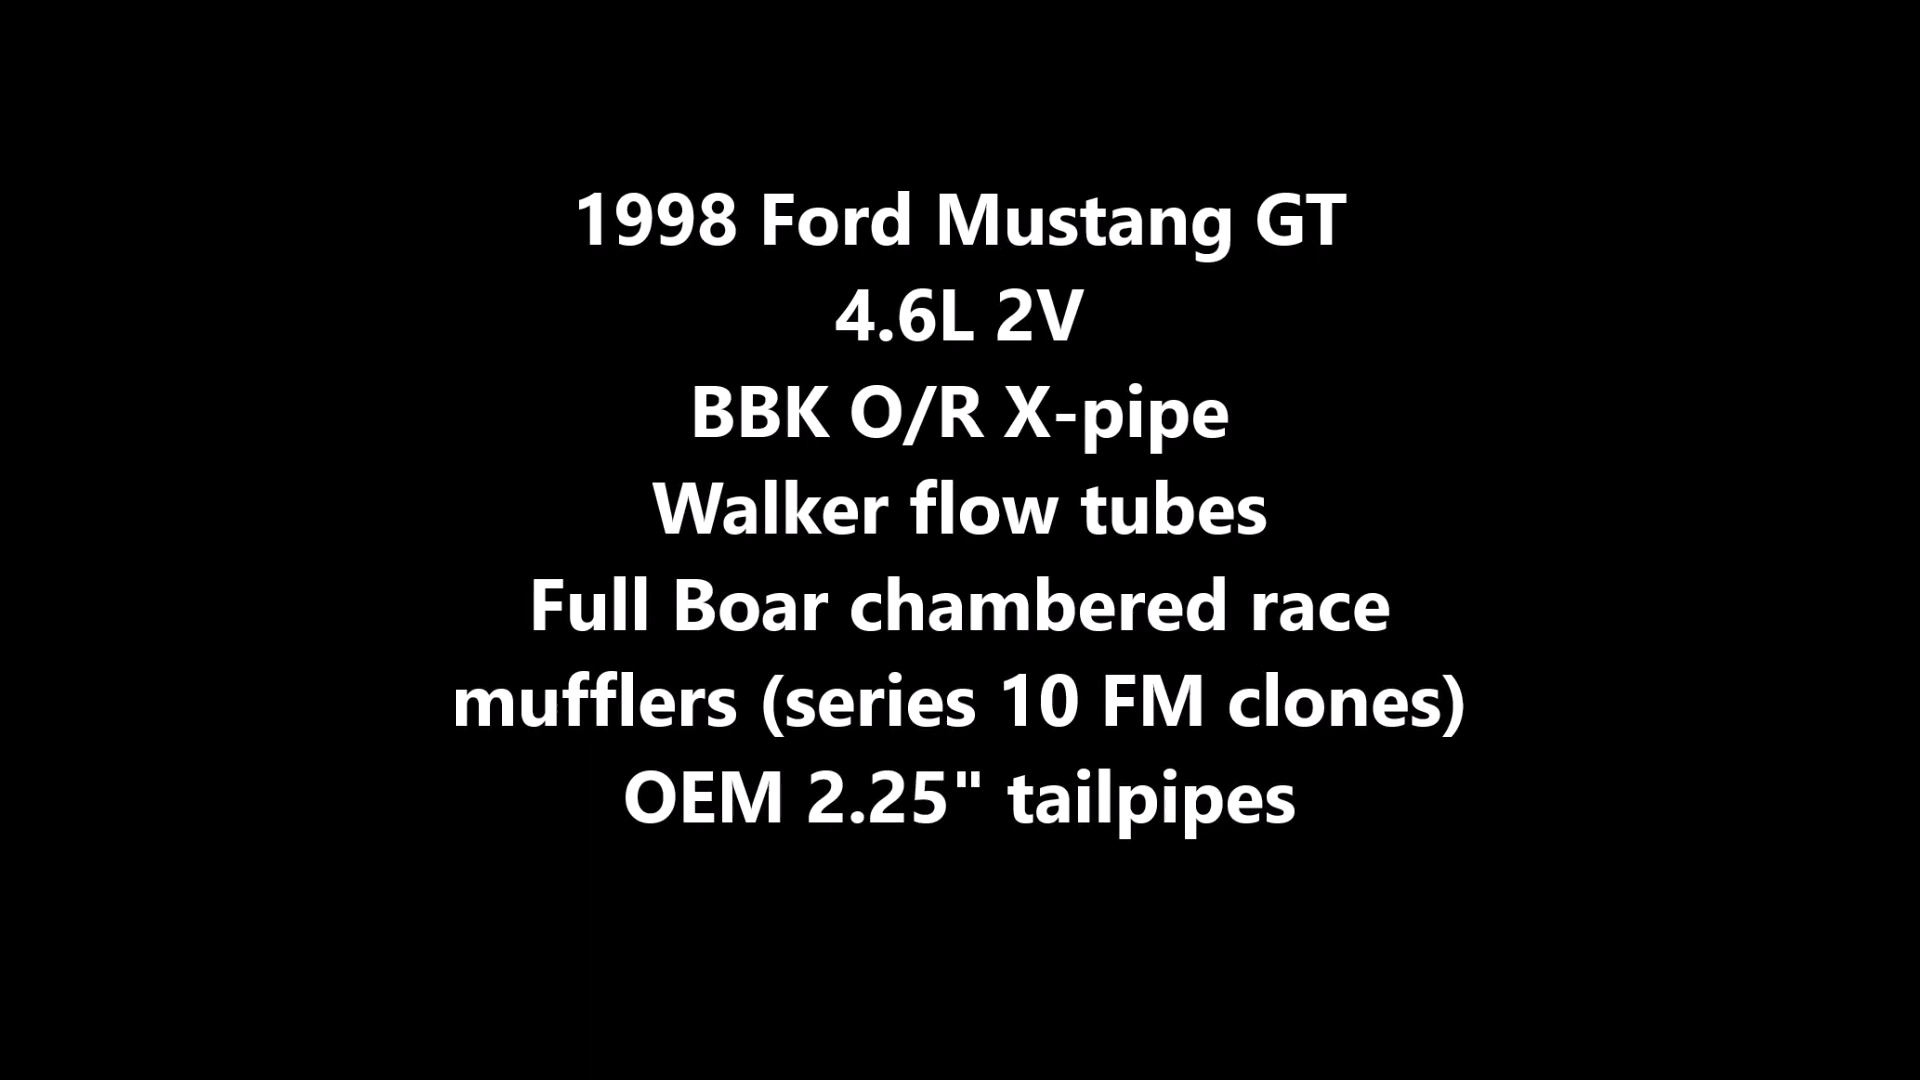 1998 Ford Mustang GT
4.6L 2V
BBK O/R X-pipe
Walker flow tubes
Full Boar chambered race
mufflers (series 10 FM clones)
OEM 2.25" tailpipes